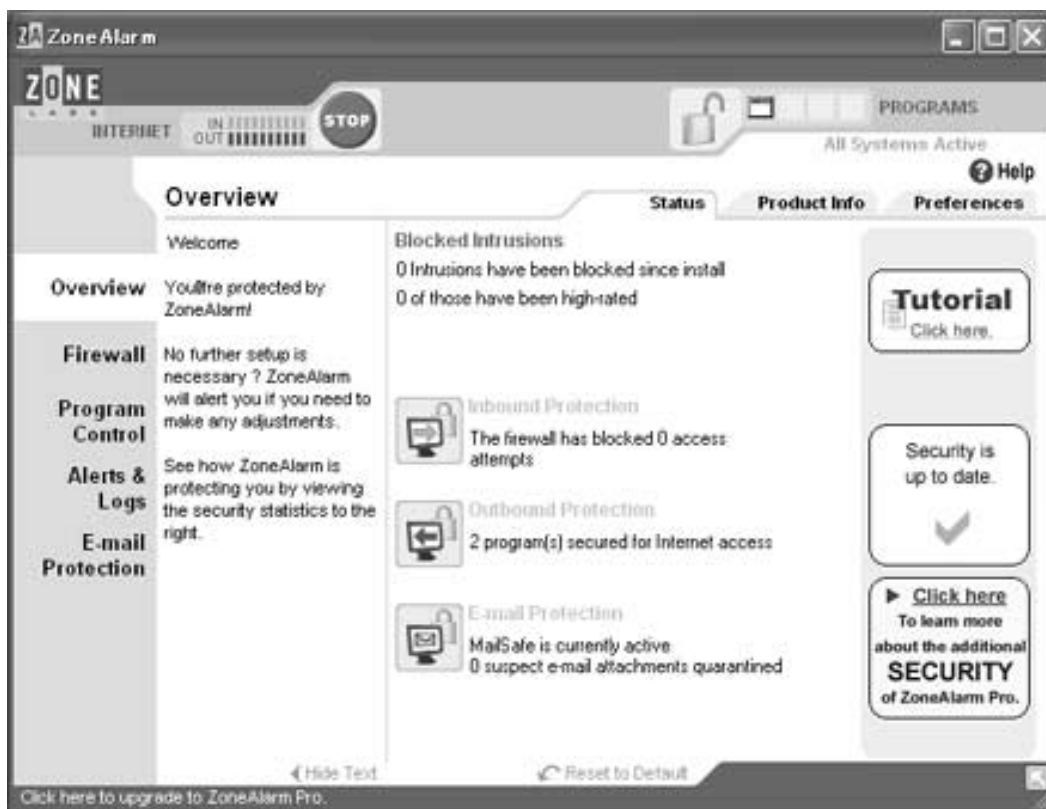 ZA ZoneAlarm
ZONE
LABS
INTERNET
IN
OUT
STOP
PROGRAMS
All Systems Active
Help
Overview
Status
Product Info
Preferences
Overview
Firewall
Program
Control
Alerts &
Logs
E-mail
Protection
Welcome
protected by
ZoneAlarm!
No further setup is
necessary ? ZoneAlarm
will alert you if you need to
make any adjustments.
See how ZoneAlarm is
protecting you by viewing
the security statistics to the
right.
Blocked Intrusions
0 Intrusions have been blocked since install
0 of those have been high-rated
Inbound Protection
The firewall has blocked 0 access
attempts
Outbound Protection
2 program(s) secured for Internet access
E-mail Protection
MailSafe is currently active
0 suspect e-mail attachments quarantined
Tutorial
Click here.
Security is
up to date.
Click here
To learn more
about the additional
SECURITY
of ZoneAlarm Pro.
Hide Text
Reset to Default
Click here to upgrade to ZoneAlarm Pro.